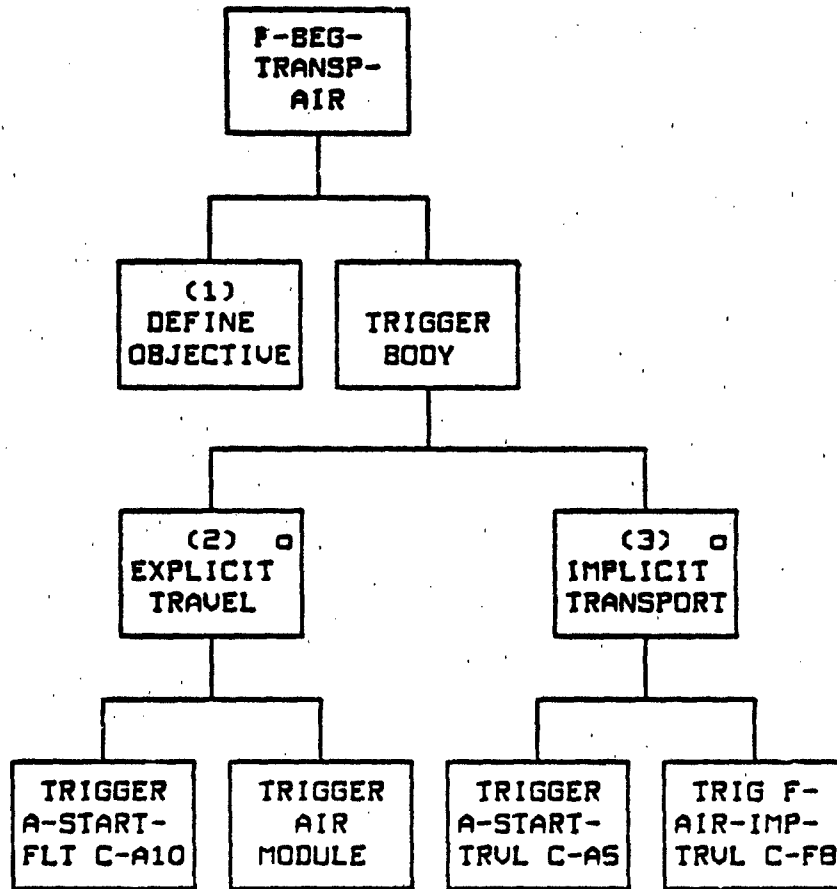 F-BEG-
TRANSP-
AIR
(1)
DEFINE
OBJECTIVE
TRIGGER
BODY
(2) o
EXPLICIT
TRAVEL
(3) o
IMPLICIT
TRANSPORT
TRIGGER
A-START-
FLT C-A10
TRIGGER
AIR
MODULE
TRIGGER
A-START-
TRVL C-A5
TRIG F-
AIR-IMP-
TRVL C-F8